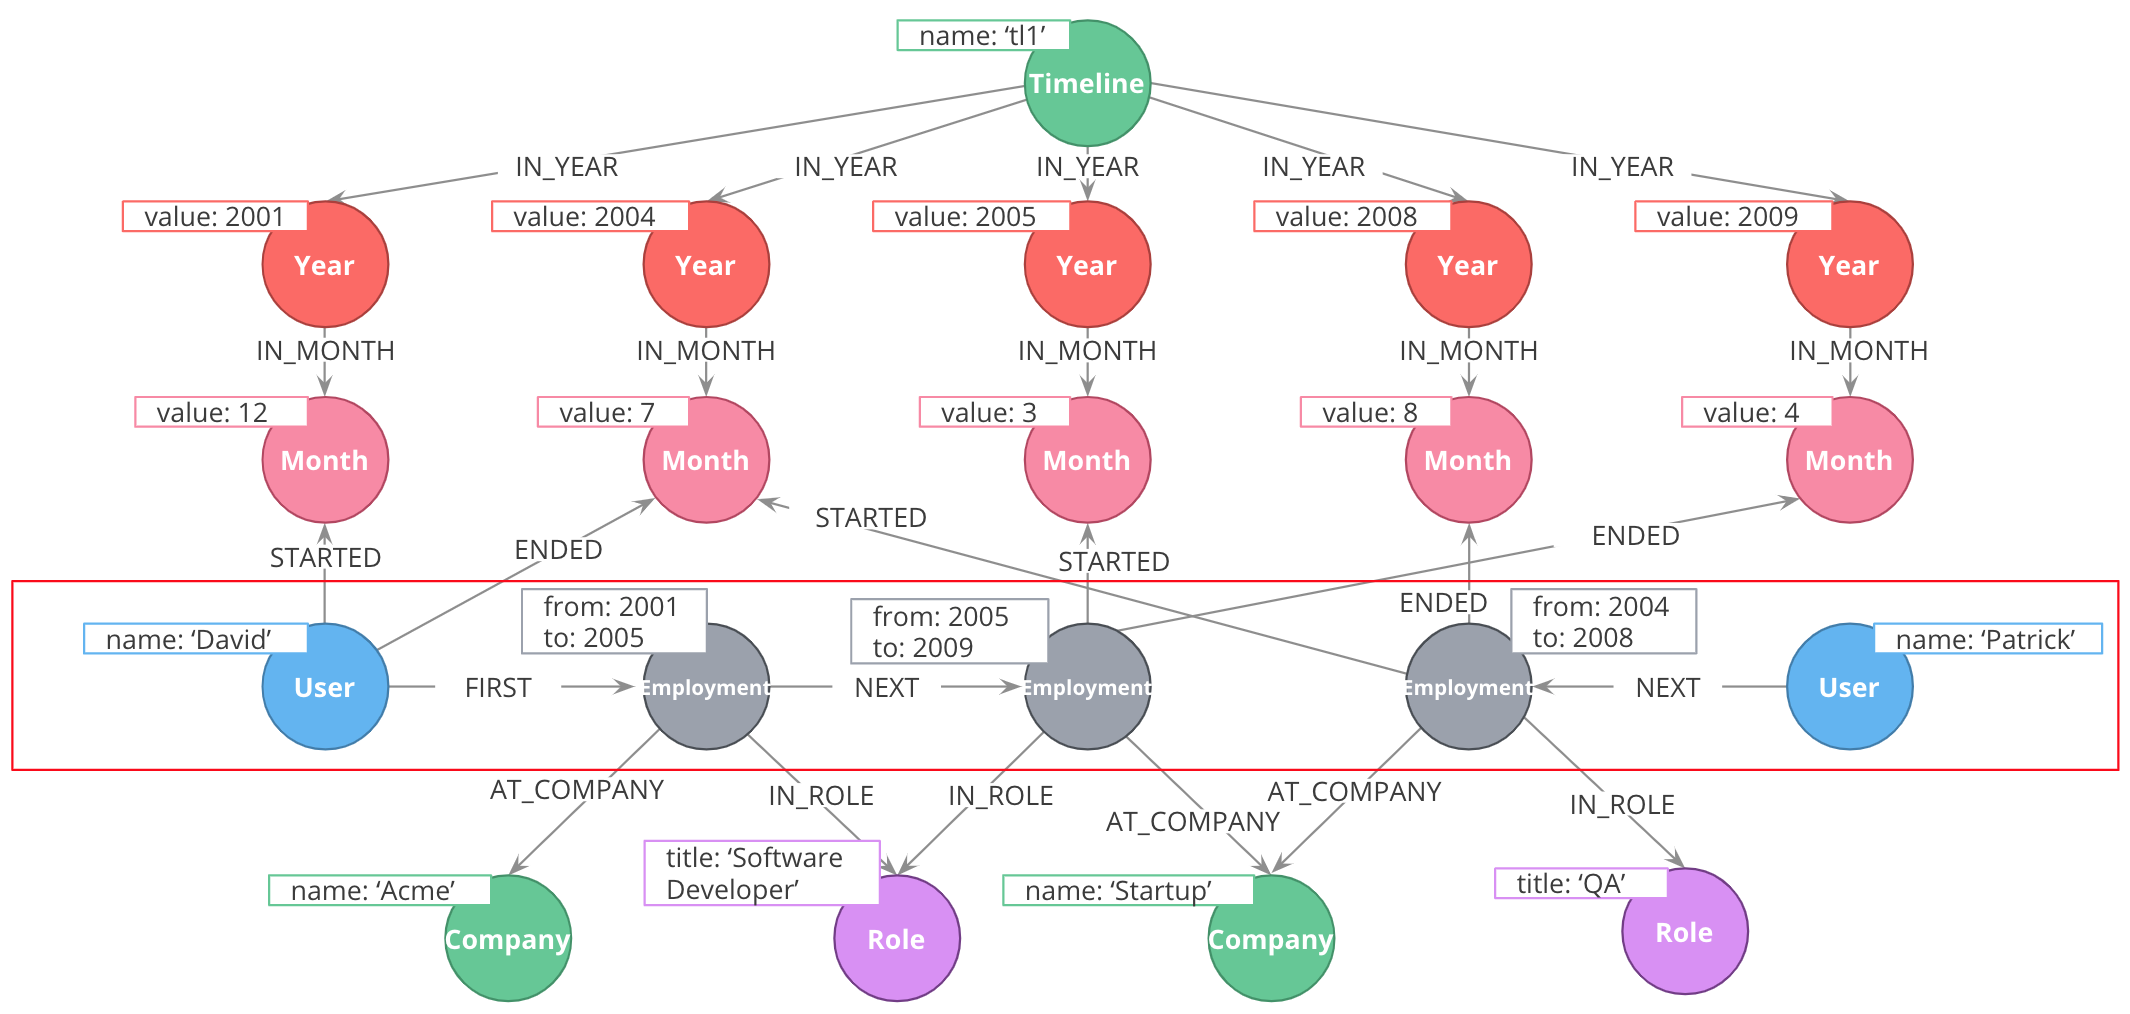 name: ‘tl1’
Timeline
IN_YEAR
IN_YEAR
IN_YEAR
IN_YEAR
IN_YEAR
value: 2001
value: 2004
value: 2005
value: 2008
value: 2009
Year
Year
Year
Year
Year
IN_MONTH
IN_MONTH
IN_MONTH
IN_MONTH
IN_MONTH
value: 12
value: 7
value: 3
value: 8
value: 4
Month
Month
Month
Month
Month
STARTED
ENDED
STARTED
STARTED
ENDED
ENDED
name: ‘David’
from: 2001
to: 2005
from: 2005
to: 2009
from: 2004
to: 2008
name: ‘Patrick’
User
FIRST
Employment
NEXT
Employment
Employment
NEXT
User
AT_COMPANY
IN_ROLE
IN_ROLE
AT_COMPANY
AT_COMPANY
IN_ROLE
name: ‘Acme’
title: ‘Software
Developer’
name: ‘Startup’
title: ‘QA’
Company
Role
Company
Role